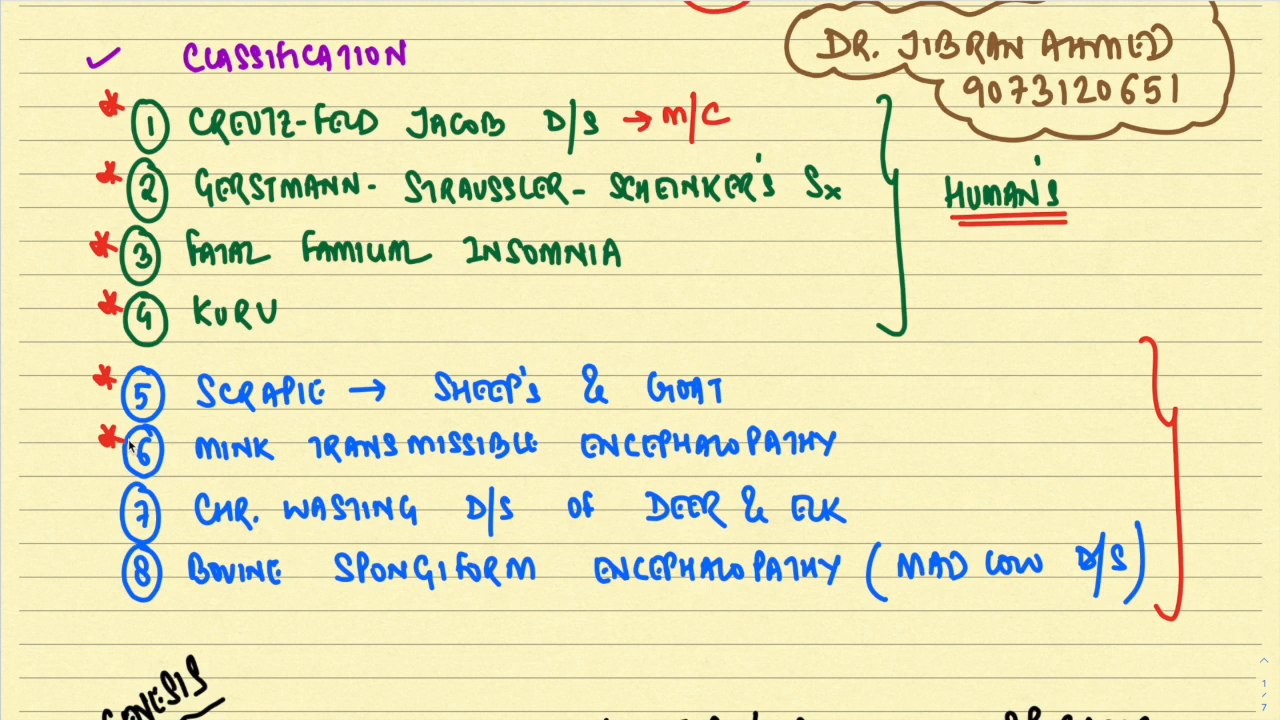 DR. JIBRAN AHMED
9073120651
✓ CLASSIFICATION
* 1 CREUTZ-FELD JACOB D/S → M/C
* 2 GERSTMANN- STRAUSSLER- SCHEINKER'S Sx
HUMAN'S
* 3 FATAL FAMILIAL INSOMNIA
* 4 KURU
* 5 SCRAPIE → SHEEP'S & GOAT
* 6 MINK TRANSMISSIBLE ENCEPHALOPATHY
7 CHR. WASTING D/S OF DEER & ELK
8 BOVINE SPONGIFORM ENCEPHALOPATHY (MAD COW D/S)
1
/
7